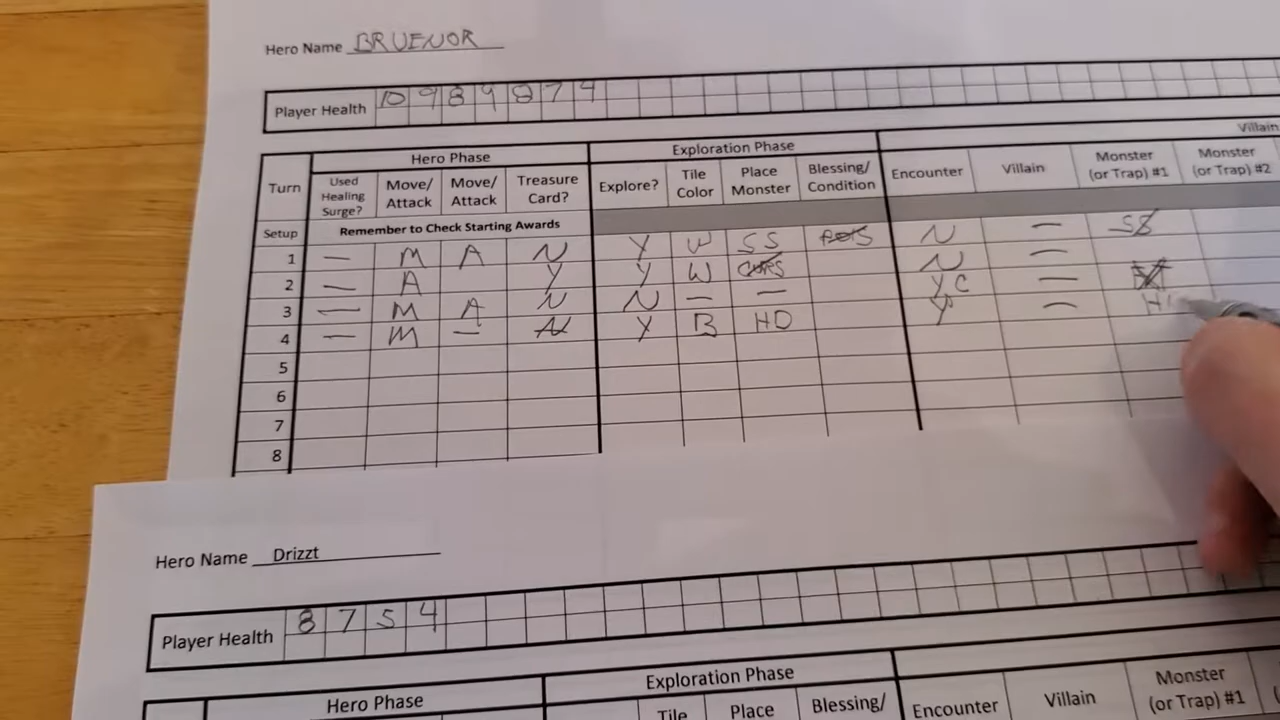 Hero Name BRUENOR
Player Health 10 9 8 9 8 7 4
Villain
Hero Phase Exploration Phase
Turn Used Healing Surge? Move/ Attack Move/ Attack Treasure Card? Explore? Tile Color Place Monster Blessing/ Condition Encounter Villain Monster (or Trap) #1 Monster (or Trap) #2
Setup Remember to Check Starting Awards
1 — M A N Y W SS N — SS
2 — A Y Y W N —
3 — M A N N — — Y C —
4 — M — N Y B HO Y —
5
6
7
8
Hero Name Drizzt
Player Health 8 7 5 4
Hero Phase Exploration Phase
Tile Place Blessing/ Encounter Villain Monster (or Trap) #1